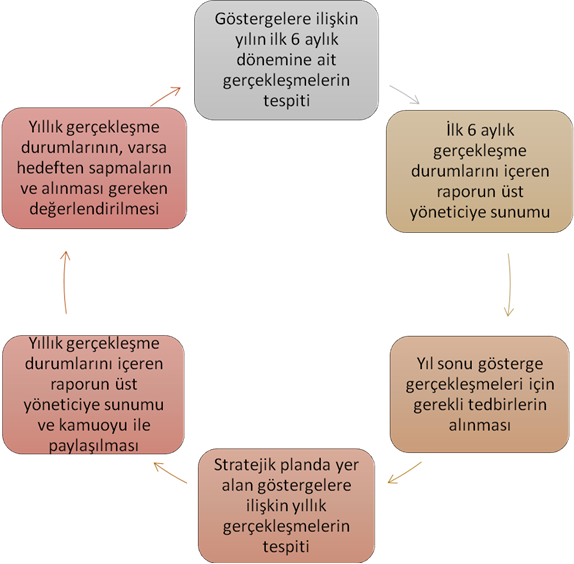 Göstergelere ilişkin
yılın ilk 6 aylık
dönemine ait
gerçekleşmelerin
tespiti
İlk 6 aylık
gerçekleşme
durumlarını içeren
raporun üst
yöneticiye sunumu
Yıl sonu gösterge
gerçekleşmeleri için
gerekli tedbirlerin
alınması
Stratejik planda yer
alan göstergelere
ilişkin yıllık
gerçekleşmelerin
tespiti
Yıllık gerçekleşme
durumlarını içeren
raporun üst
yöneticiye sunumu
ve kamuoyu ile
paylaşılması
Yıllık gerçekleşme
durumlarının, varsa
hedeften sapmaların
ve alınması gereken
değerlendirilmesi